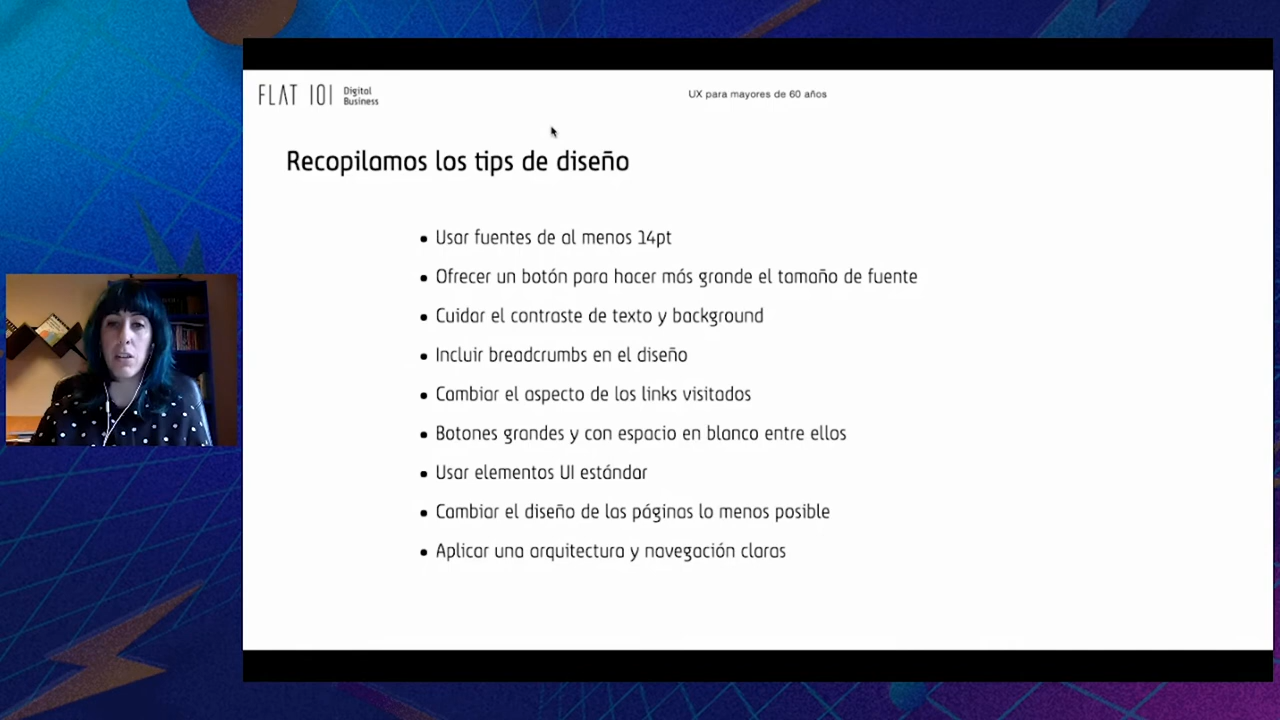 FLAT 101 Digital Business
UX para mayores de 60 años
Recopilamos los tips de diseño
• Usar fuentes de al menos 14pt
• Ofrecer un botón para hacer más grande el tamaño de fuente
• Cuidar el contraste de texto y background
• Incluir breadcrumbs en el diseño
• Cambiar el aspecto de los links visitados
• Botones grandes y con espacio en blanco entre ellos
• Usar elementos UI estándar
• Cambiar el diseño de las páginas lo menos posible
• Aplicar una arquitectura y navegación claras